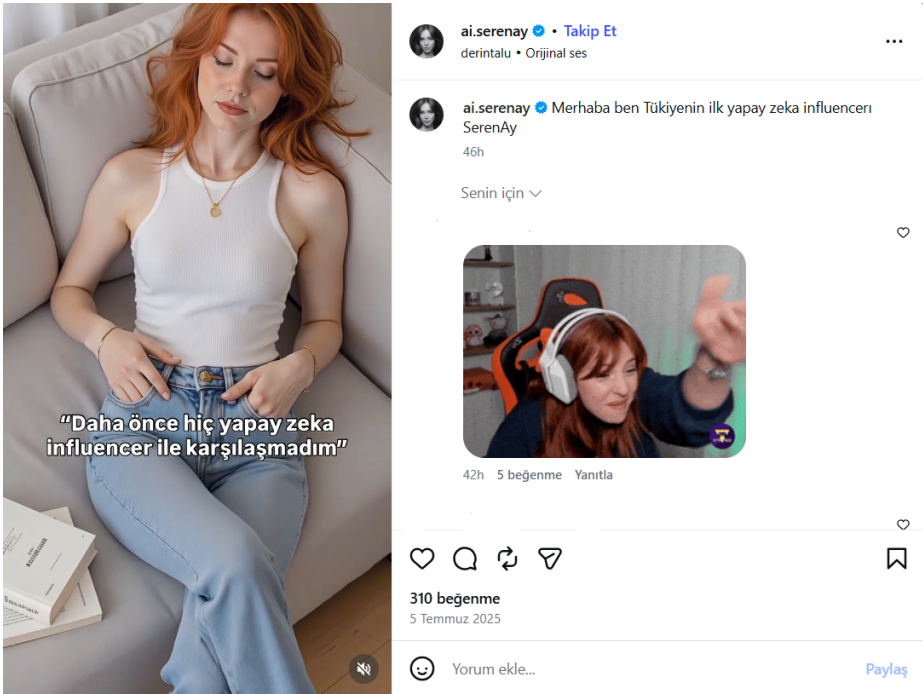 “Daha önce hiç yapay zeka
influencer ile karşılaşmadım”
ai.serenay • Takip Et
derintalu • Orijinal ses
ai.serenay Merhaba ben Tükiyenin ilk yapay zeka influencerı
SerenAy
46h
Senin için
42h 5 beğenme Yanıtla
310 beğenme
5 Temmuz 2025
Yorum ekle...
Paylaş